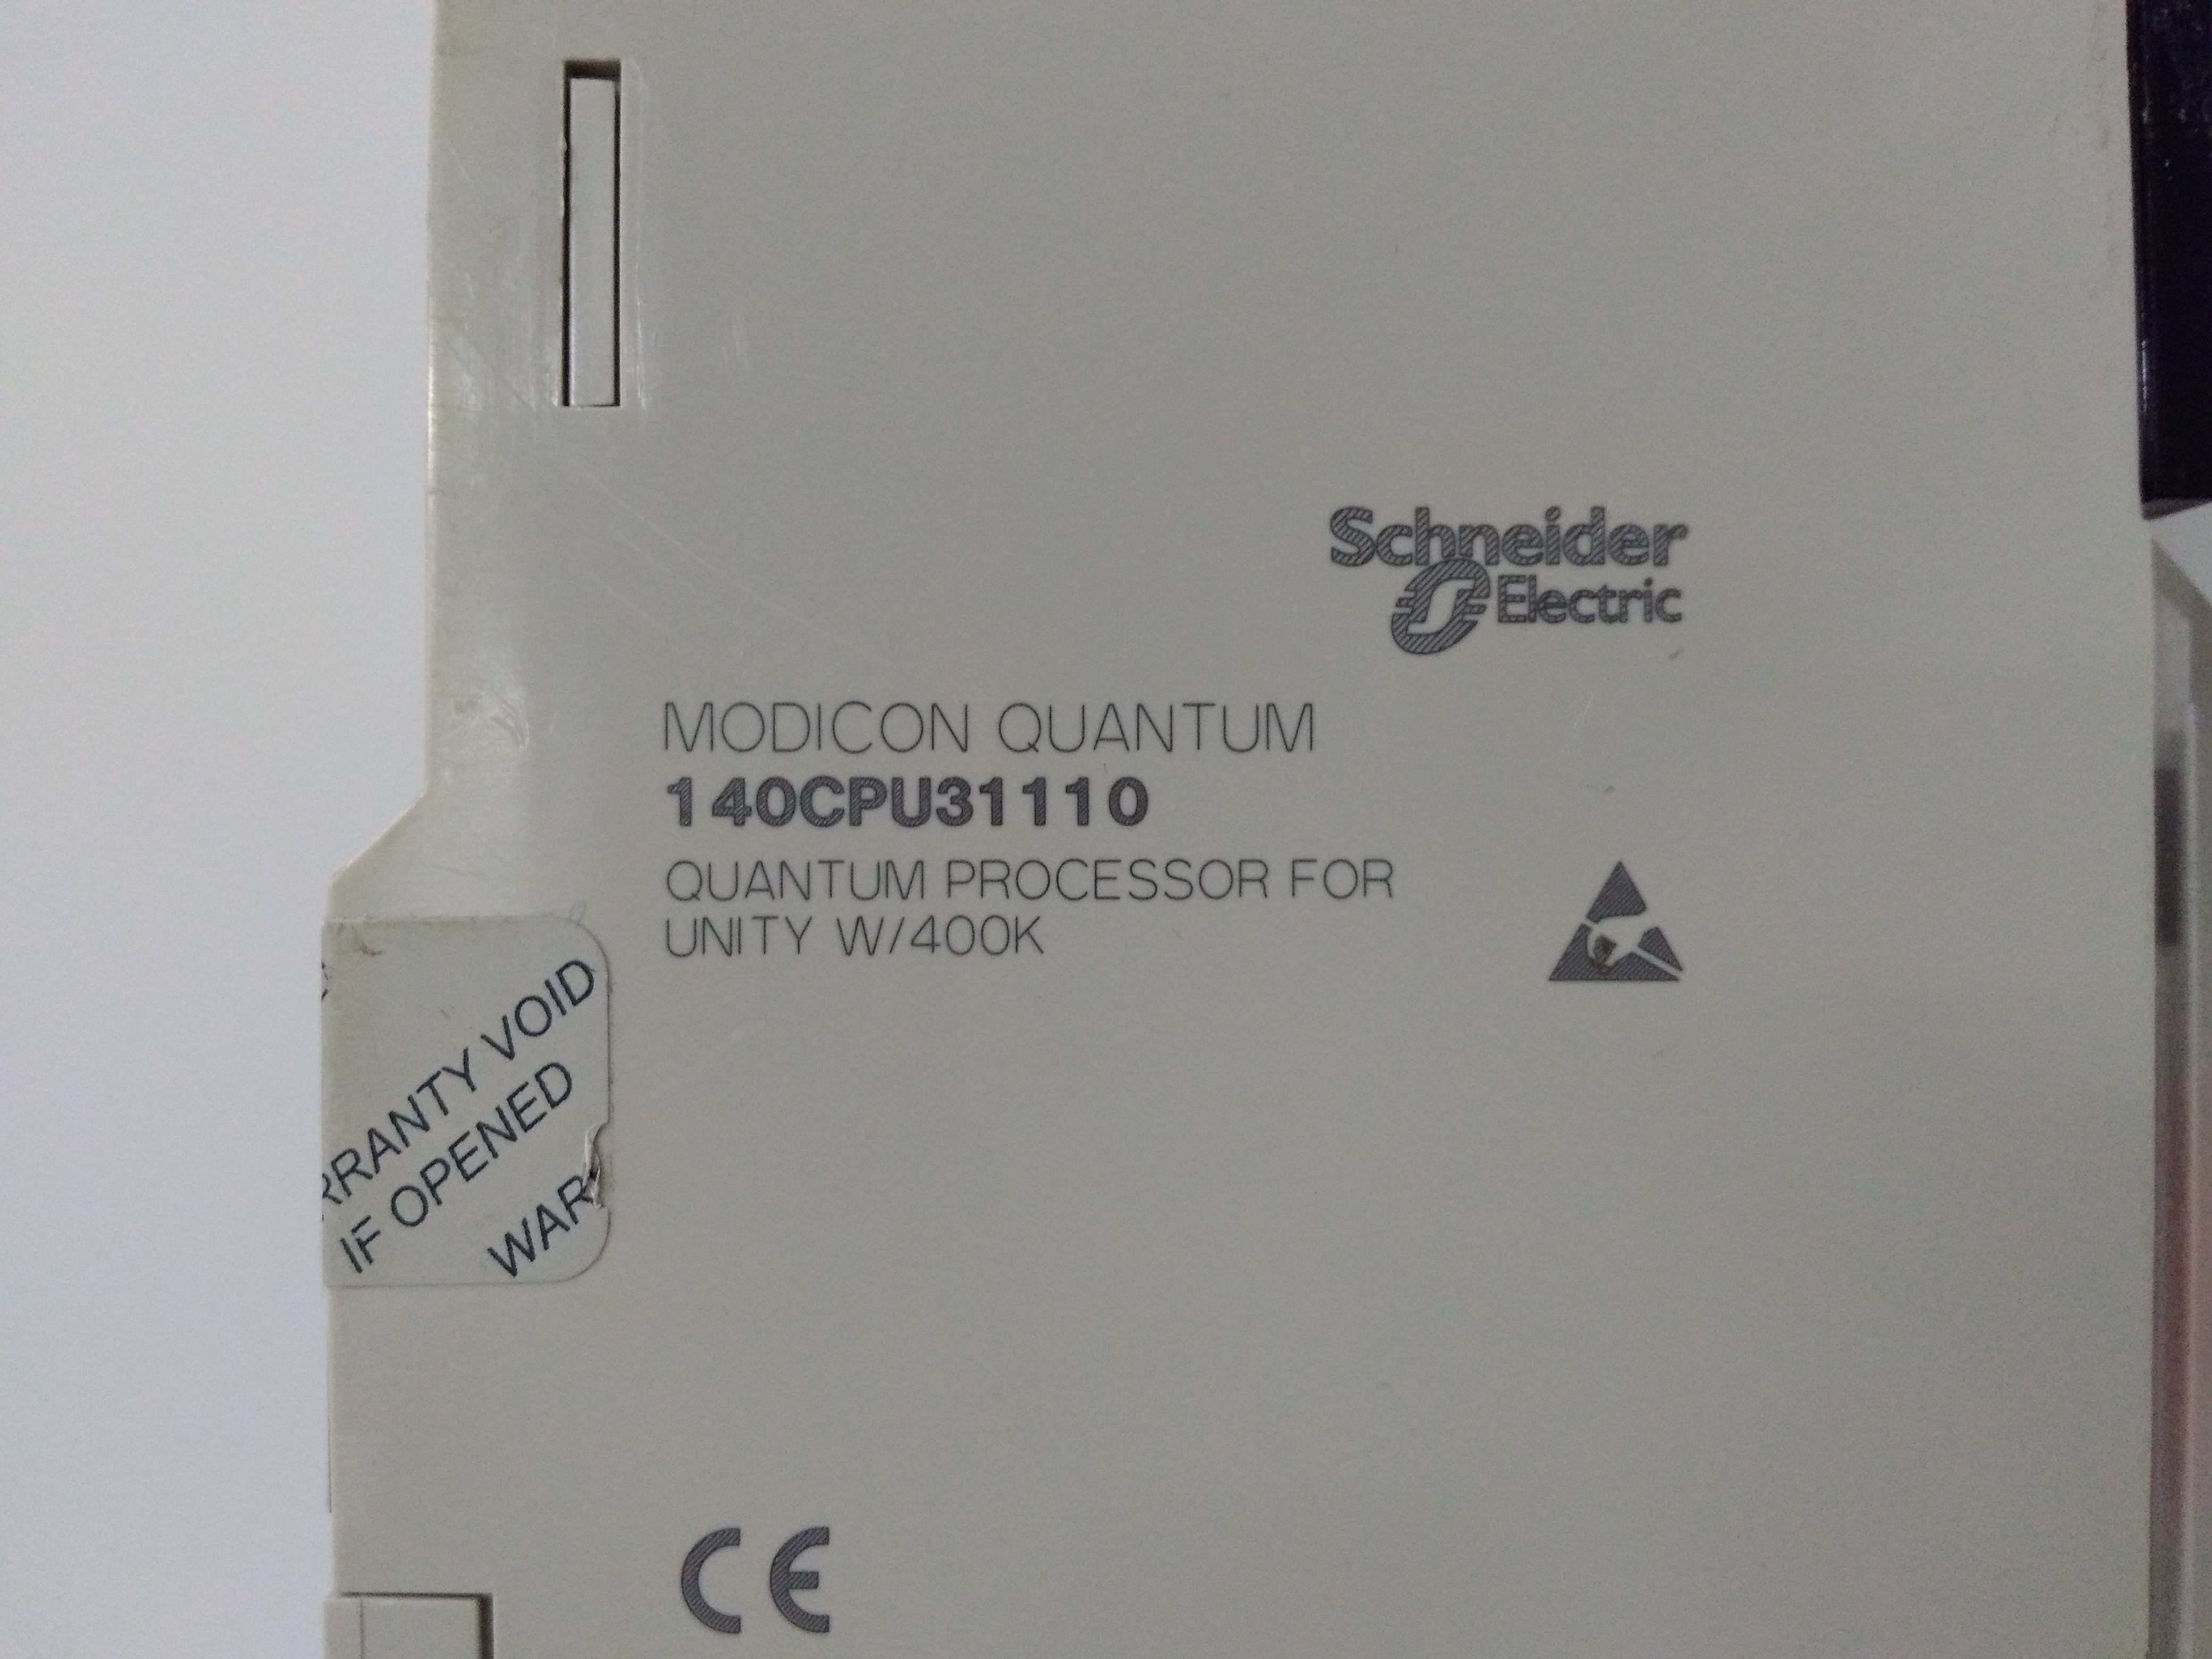 Schneider
Electric
MODICON QUANTUM
140CPU31110
QUANTUM PROCESSOR FOR
UNITY W/400K
RRANTY VOID
IF OPENED
WAR
CE